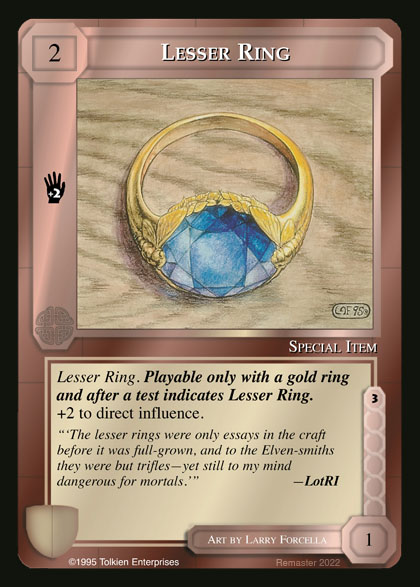 2
LESSER RING
2
LOF 95
SPECIAL ITEM
Lesser Ring. Playable only with a gold ring
and after a test indicates Lesser Ring.
+2 to direct influence.
“‘The lesser rings were only essays in the craft
before it was full-grown, and to the Elven-smiths
they were but trifles—yet still to my mind
dangerous for mortals.’” —LotRI
3
ART BY LARRY FORCELLA
1
©1995 Tolkien Enterprises
Remaster 2022